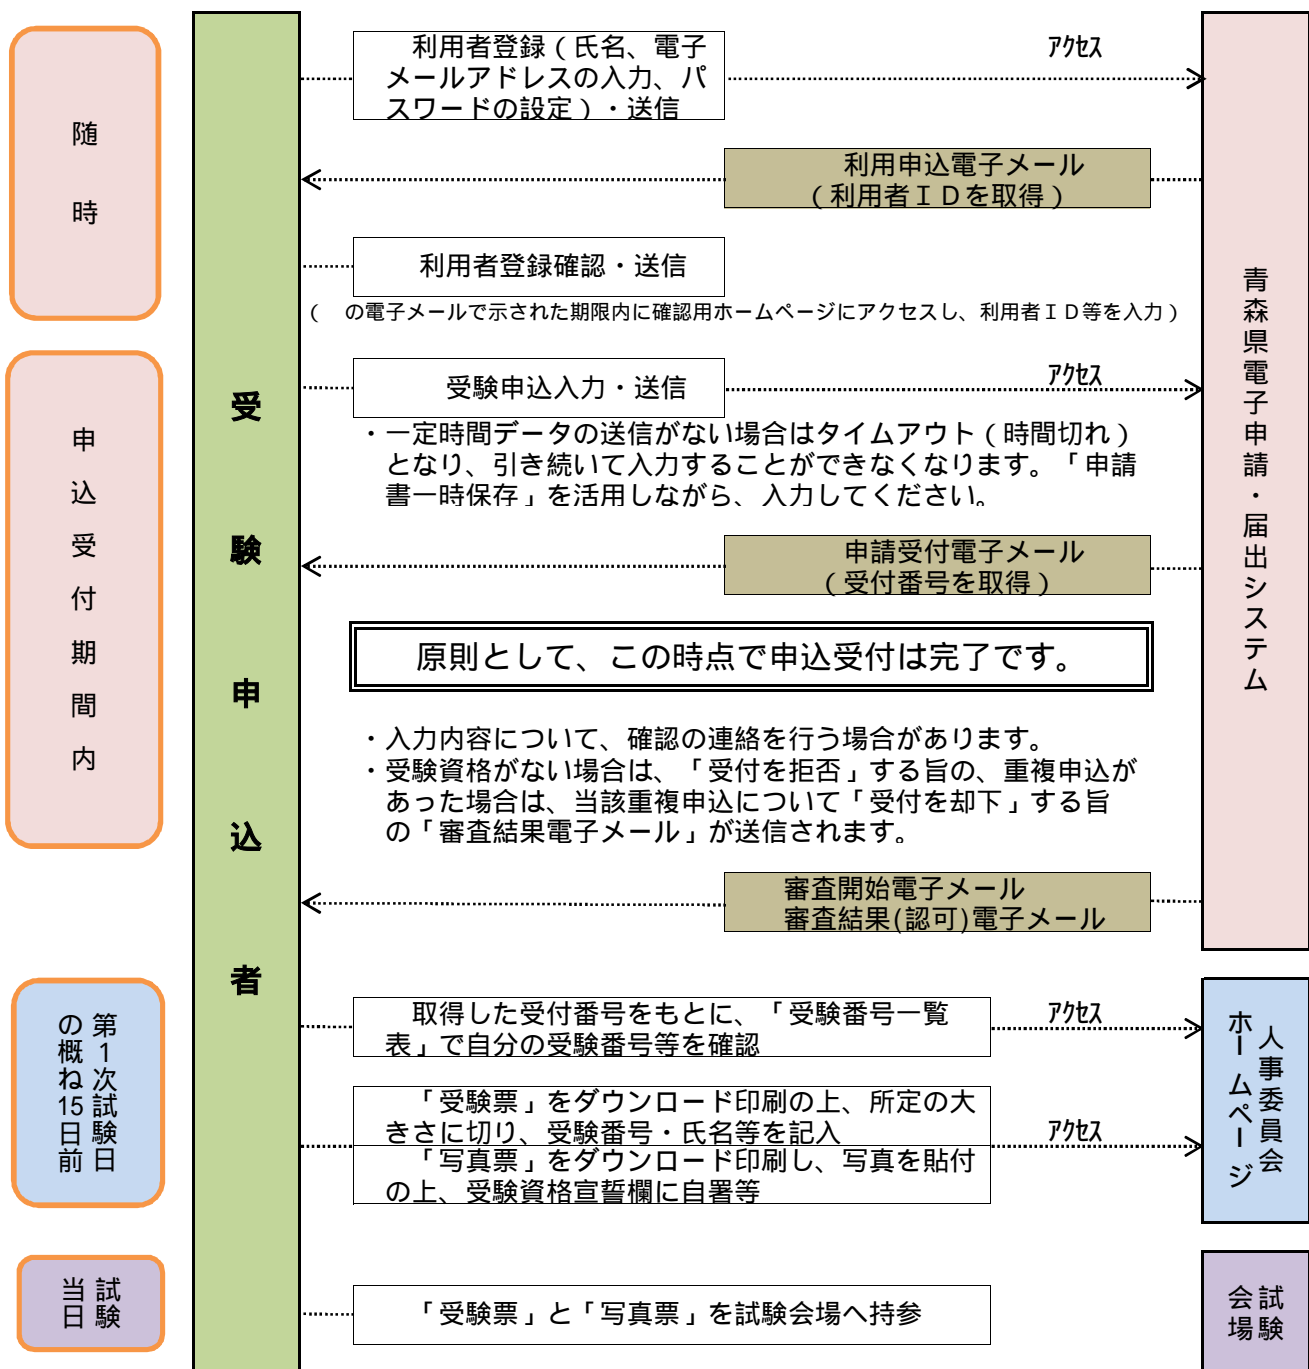 随時
利用者登録（氏名、電子
メールアドレスの入力、パ
スワードの設定）・送信
アクセス
利用申込電子メール
（利用者ＩＤを取得）
利用者登録確認・送信
（　の電子メールで示された期限内に確認用ホームページにアクセスし、利用者ＩＤ等を入力）
申込受付期間内
受験申込者
青森県電子申請・届出システム
受験申込入力・送信
アクセス
・一定時間データの送信がない場合はタイムアウト（時間切れ）
となり、引き続いて入力することができなくなります。「申請
書一時保存」を活用しながら、入力してください。
申請受付電子メール
（受付番号を取得）
原則として、この時点で申込受付は完了です。
・入力内容について、確認の連絡を行う場合があります。
・受験資格がない場合は、「受付を拒否」する旨の、重複申込が
あった場合は、当該重複申込について「受付を却下」する旨
の「審査結果電子メール」が送信されます。
審査開始電子メール
審査結果(認可)電子メール
第１次試験日
の概ね15日前
取得した受付番号をもとに、「受験番号一覧
表」で自分の受験番号等を確認
アクセス
人事委員会
ホームページ
「受験票」をダウンロード印刷の上、所定の大
きさに切り、受験番号・氏名等を記入
アクセス
「写真票」をダウンロード印刷し、写真を貼付
の上、受験資格宣誓欄に自署等
試験
当日
「受験票」と「写真票」を試験会場へ持参
試験
会場